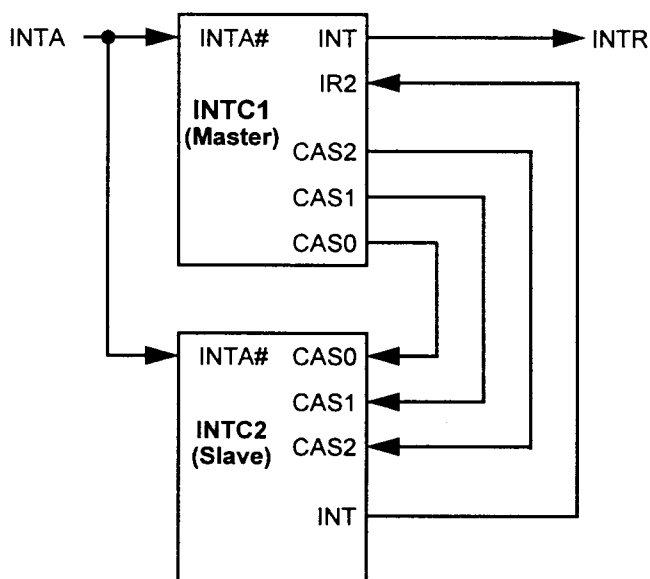 INTA INTA# INT INTR
IR2
INTC1
(Master)
CAS2
CAS1
CAS0
INTA# CAS0
CAS1
INTC2
(Slave)
CAS2
INT